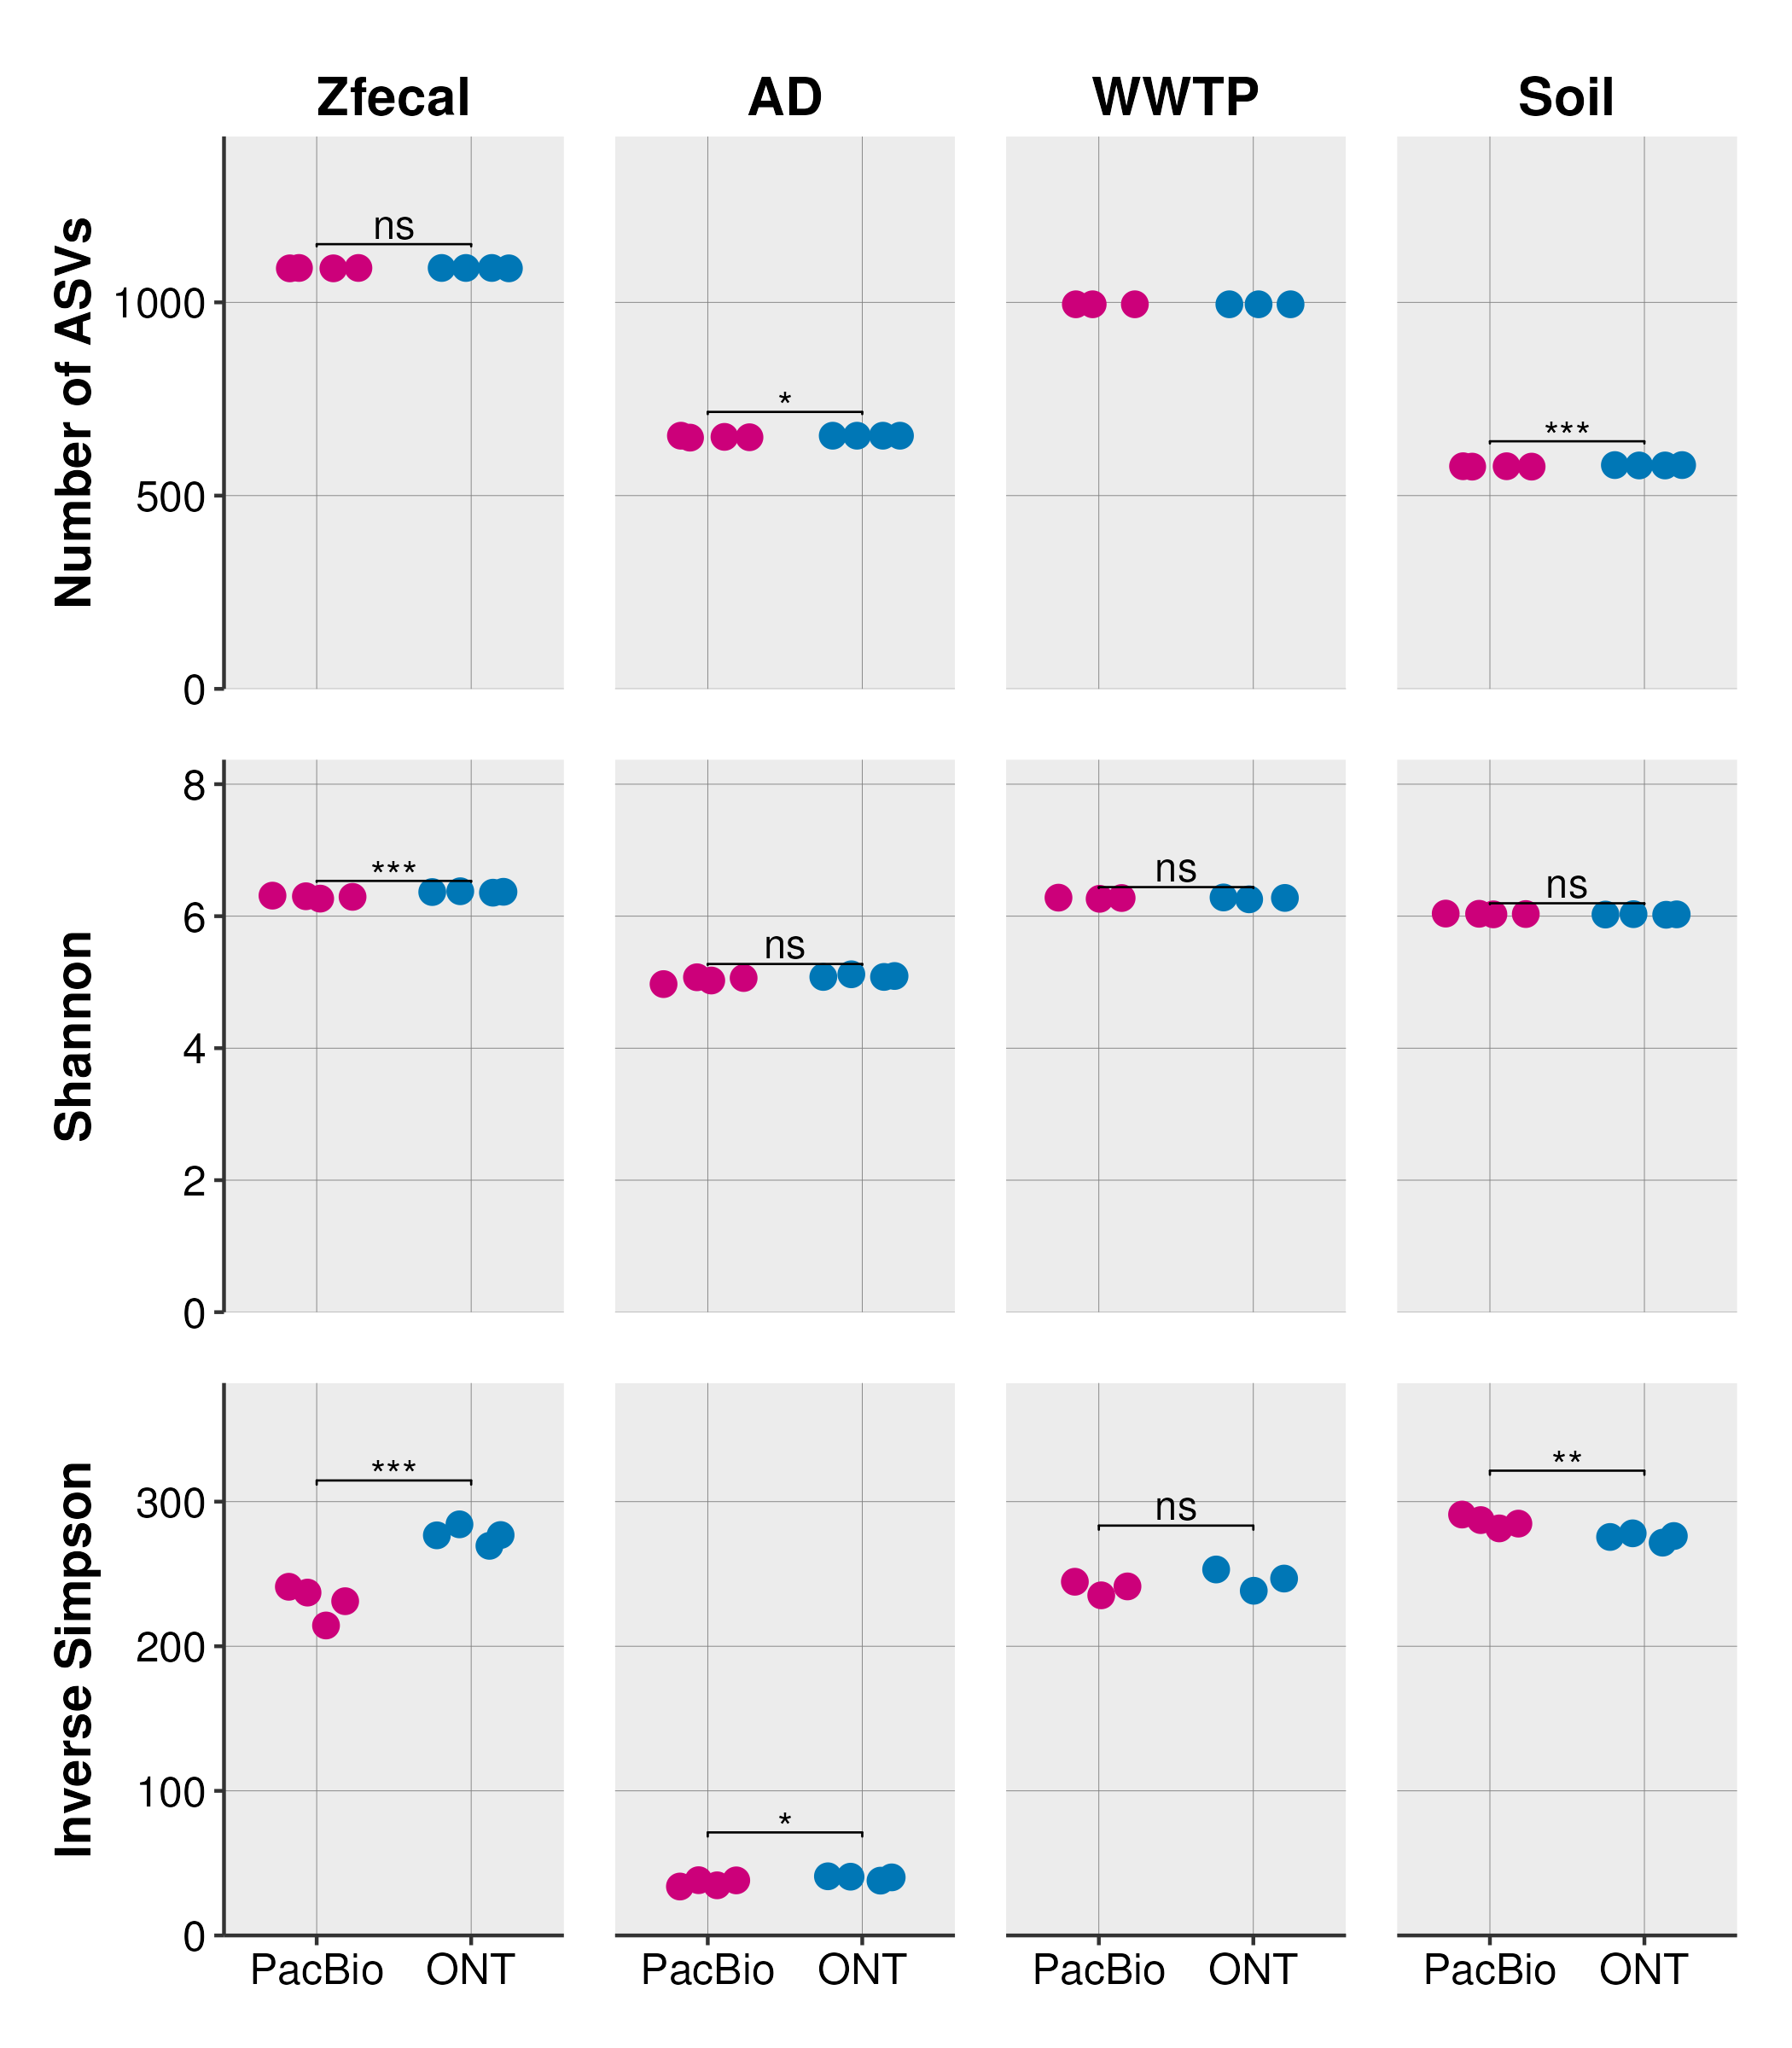 Zfecal AD WWTP Soil
Number of ASVs
1000
500
0
ns
*
***
Shannon
8
6
4
2
0
***
ns
ns
ns
Inverse Simpson
300
200
100
0
***
*
ns
**
PacBio ONT PacBio ONT PacBio ONT PacBio ONT